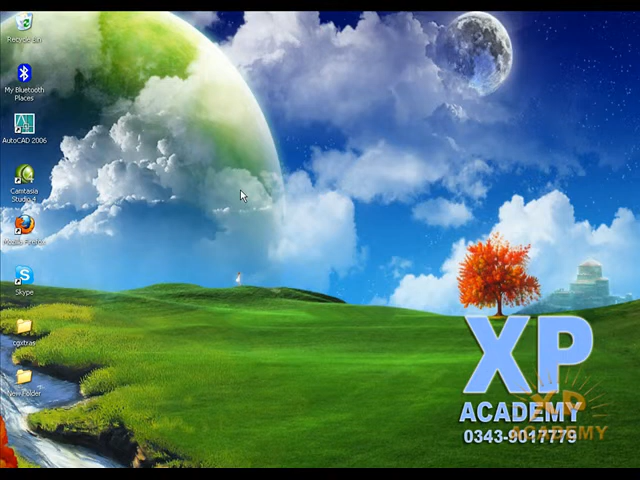 Recycle Bin
My Bluetooth
Places
AutoCAD 2006
Camtasia
Studio 4
Mozilla Firefox
Skype
cgxtras
New Folder
XP
ACADEMY
0343-9017779
XP
ACADEMY